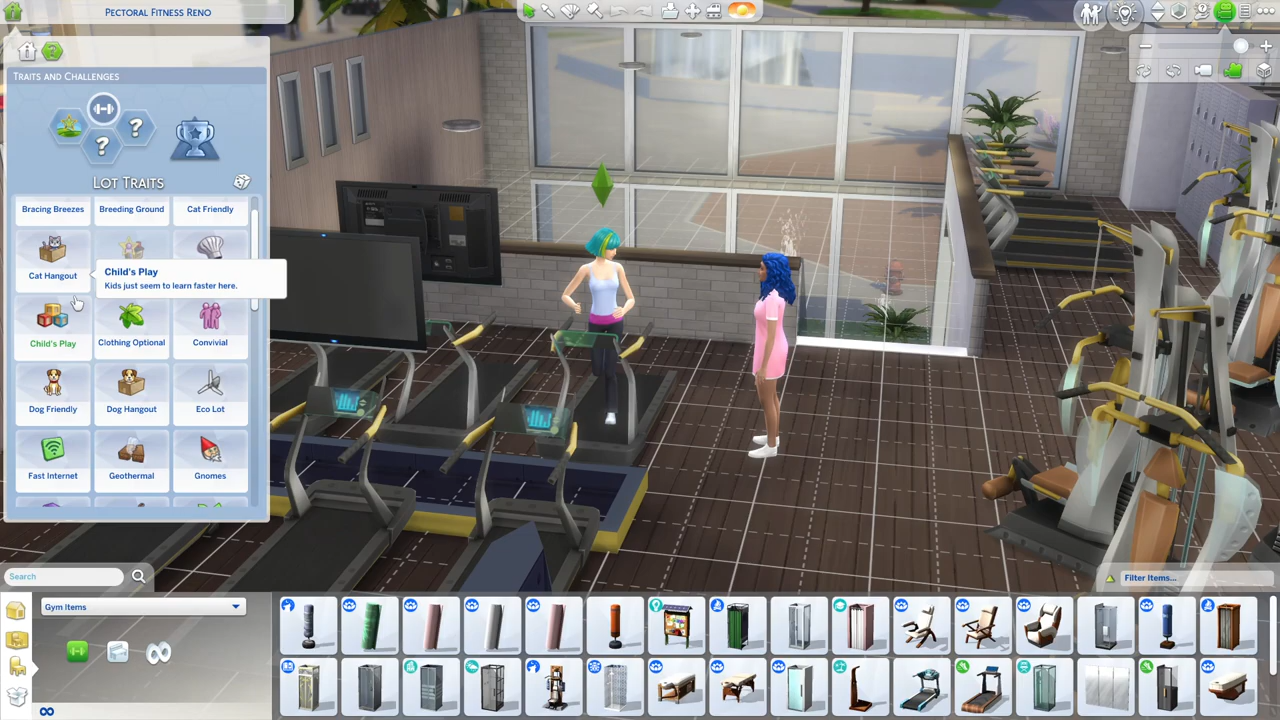 Pectoral Fitness Reno
Traits and Challenges
Lot Traits
Bracing Breezes
Breeding Ground
Cat Friendly
Cat Hangout
Child's Play
Kids just seem to learn faster here.
Child's Play
Clothing Optional
Convivial
Dog Friendly
Dog Hangout
Eco Lot
Fast Internet
Geothermal
Gnomes
Search
Filter Items...
Gym Items